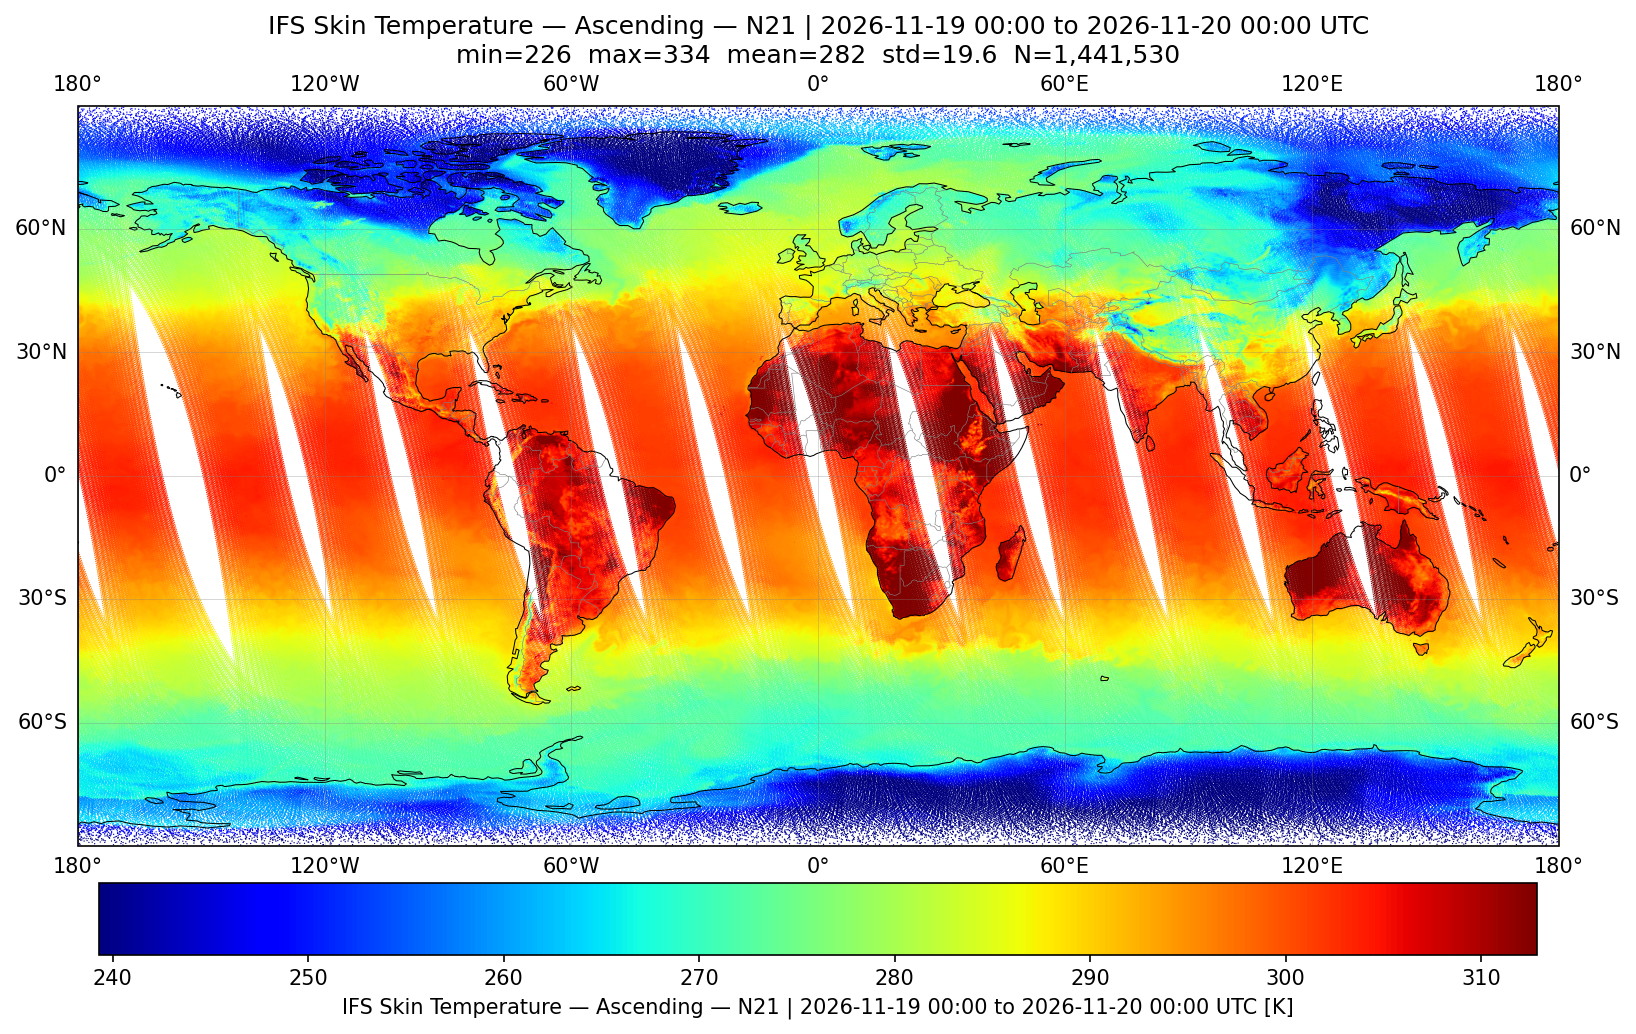 IFS Skin Temperature — Ascending — N21 | 2026-11-19 00:00 to 2026-11-20 00:00 UTC
min=226  max=334  mean=282  std=19.6  N=1,441,530
180° 120°W 60°W 0° 60°E 120°E 180°
60°N 60°N
30°N 30°N
0° 0°
30°S 30°S
60°S 60°S
180° 120°W 60°W 0° 60°E 120°E 180°
240 250 260 270 280 290 300 310
IFS Skin Temperature — Ascending — N21 | 2026-11-19 00:00 to 2026-11-20 00:00 UTC [K]